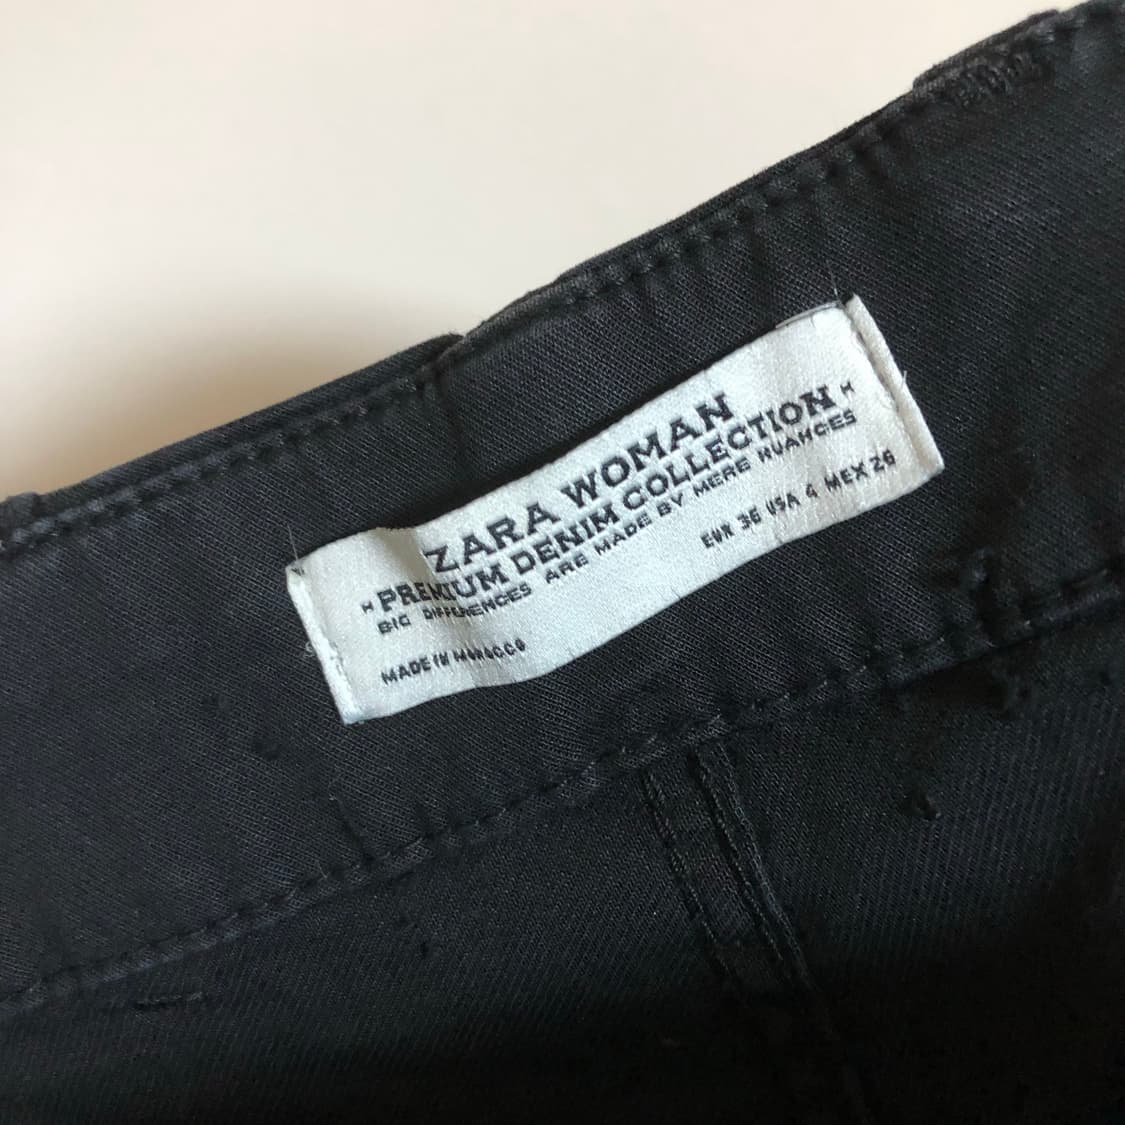 ZARA WOMAN
"PREMIUM DENIM COLLECTION"
BIG DIFFERENCES ARE MADE BY MERE NUANCES
EUR 36 USA 4 MEX 26
MADE IN MOROCCO